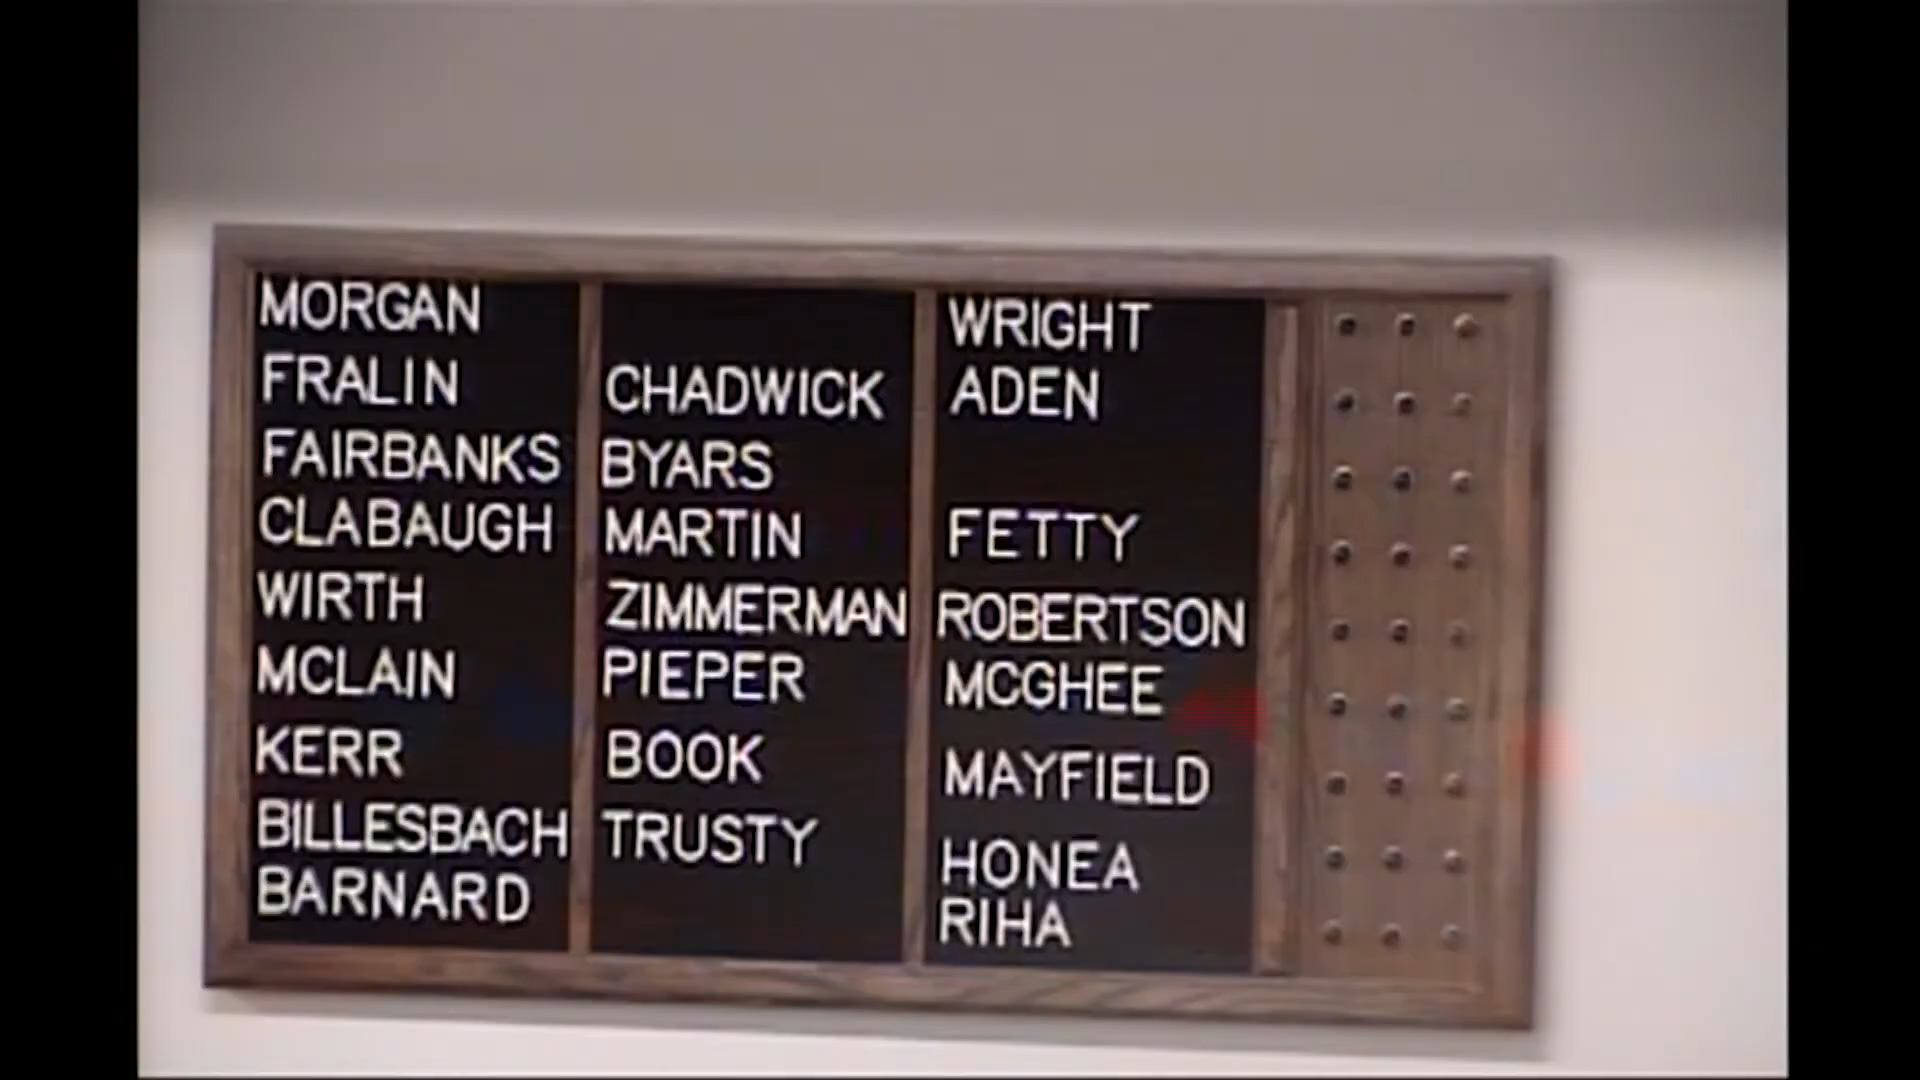 MORGAN
FRALIN
FAIRBANKS
CLABAUGH
WIRTH
MCLAIN
KERR
BILLESBACH
BARNARD
CHADWICK
BYARS
MARTIN
ZIMMERMAN
PIEPER
BOOK
TRUSTY
WRIGHT
ADEN
FETTY
ROBERTSON
MCGHEE
MAYFIELD
HONEA
RIHA